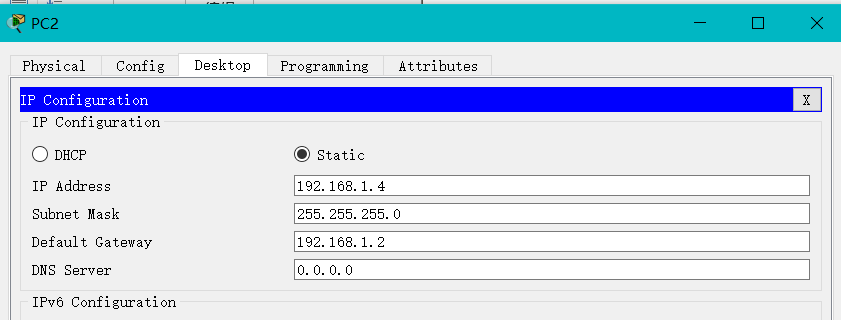 PC2
Physical Config Desktop Programming Attributes
IP Configuration X
IP Configuration
DHCP Static
IP Address 192.168.1.4
Subnet Mask 255.255.255.0
Default Gateway 192.168.1.2
DNS Server 0.0.0.0
IPv6 Configuration